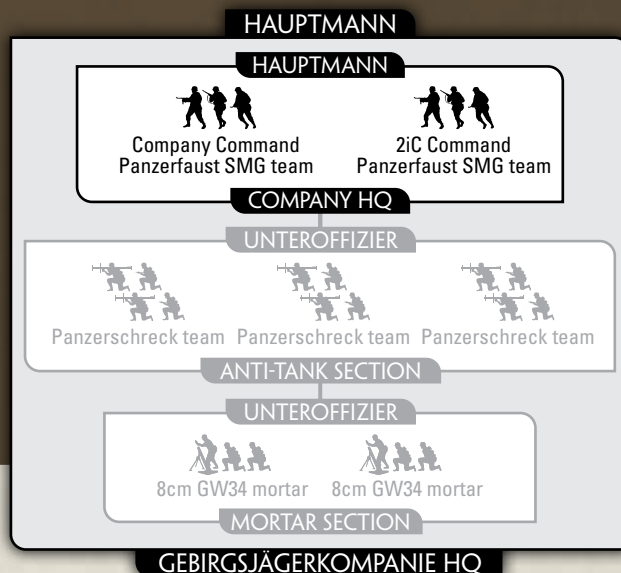 HAUPTMANN
HAUPTMANN
Company Command
Panzerfaust SMG team
2iC Command
Panzerfaust SMG team
COMPANY HQ
UNTEROFFIZIER
Panzerschreck team Panzerschreck team Panzerschreck team
ANTI-TANK SECTION
UNTEROFFIZIER
8cm GW34 mortar 8cm GW34 mortar
MORTAR SECTION
GEBIRGSJÄGERKOMPANIE HQ